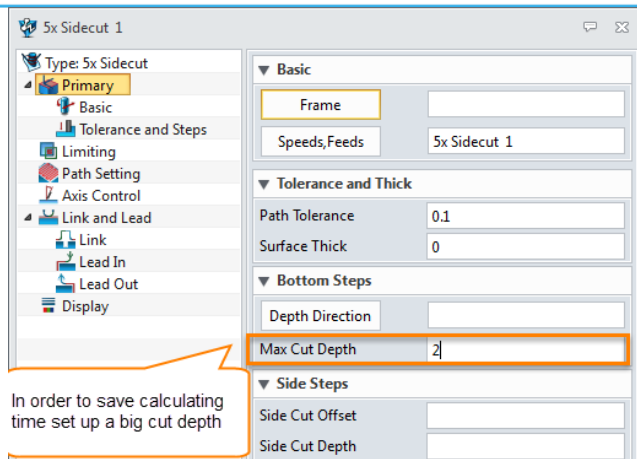 5x Sidecut 1
Type: 5x Sidecut
Primary
Basic
Tolerance and Steps
Limiting
Path Setting
Axis Control
Link and Lead
Link
Lead In
Lead Out
Display
Basic
Frame
Speeds,Feeds 5x Sidecut 1
Tolerance and Thick
Path Tolerance 0.1
Surface Thick 0
Bottom Steps
Depth Direction
Max Cut Depth 2
Side Steps
Side Cut Offset
Side Cut Depth
In order to save calculating
time set up a big cut depth